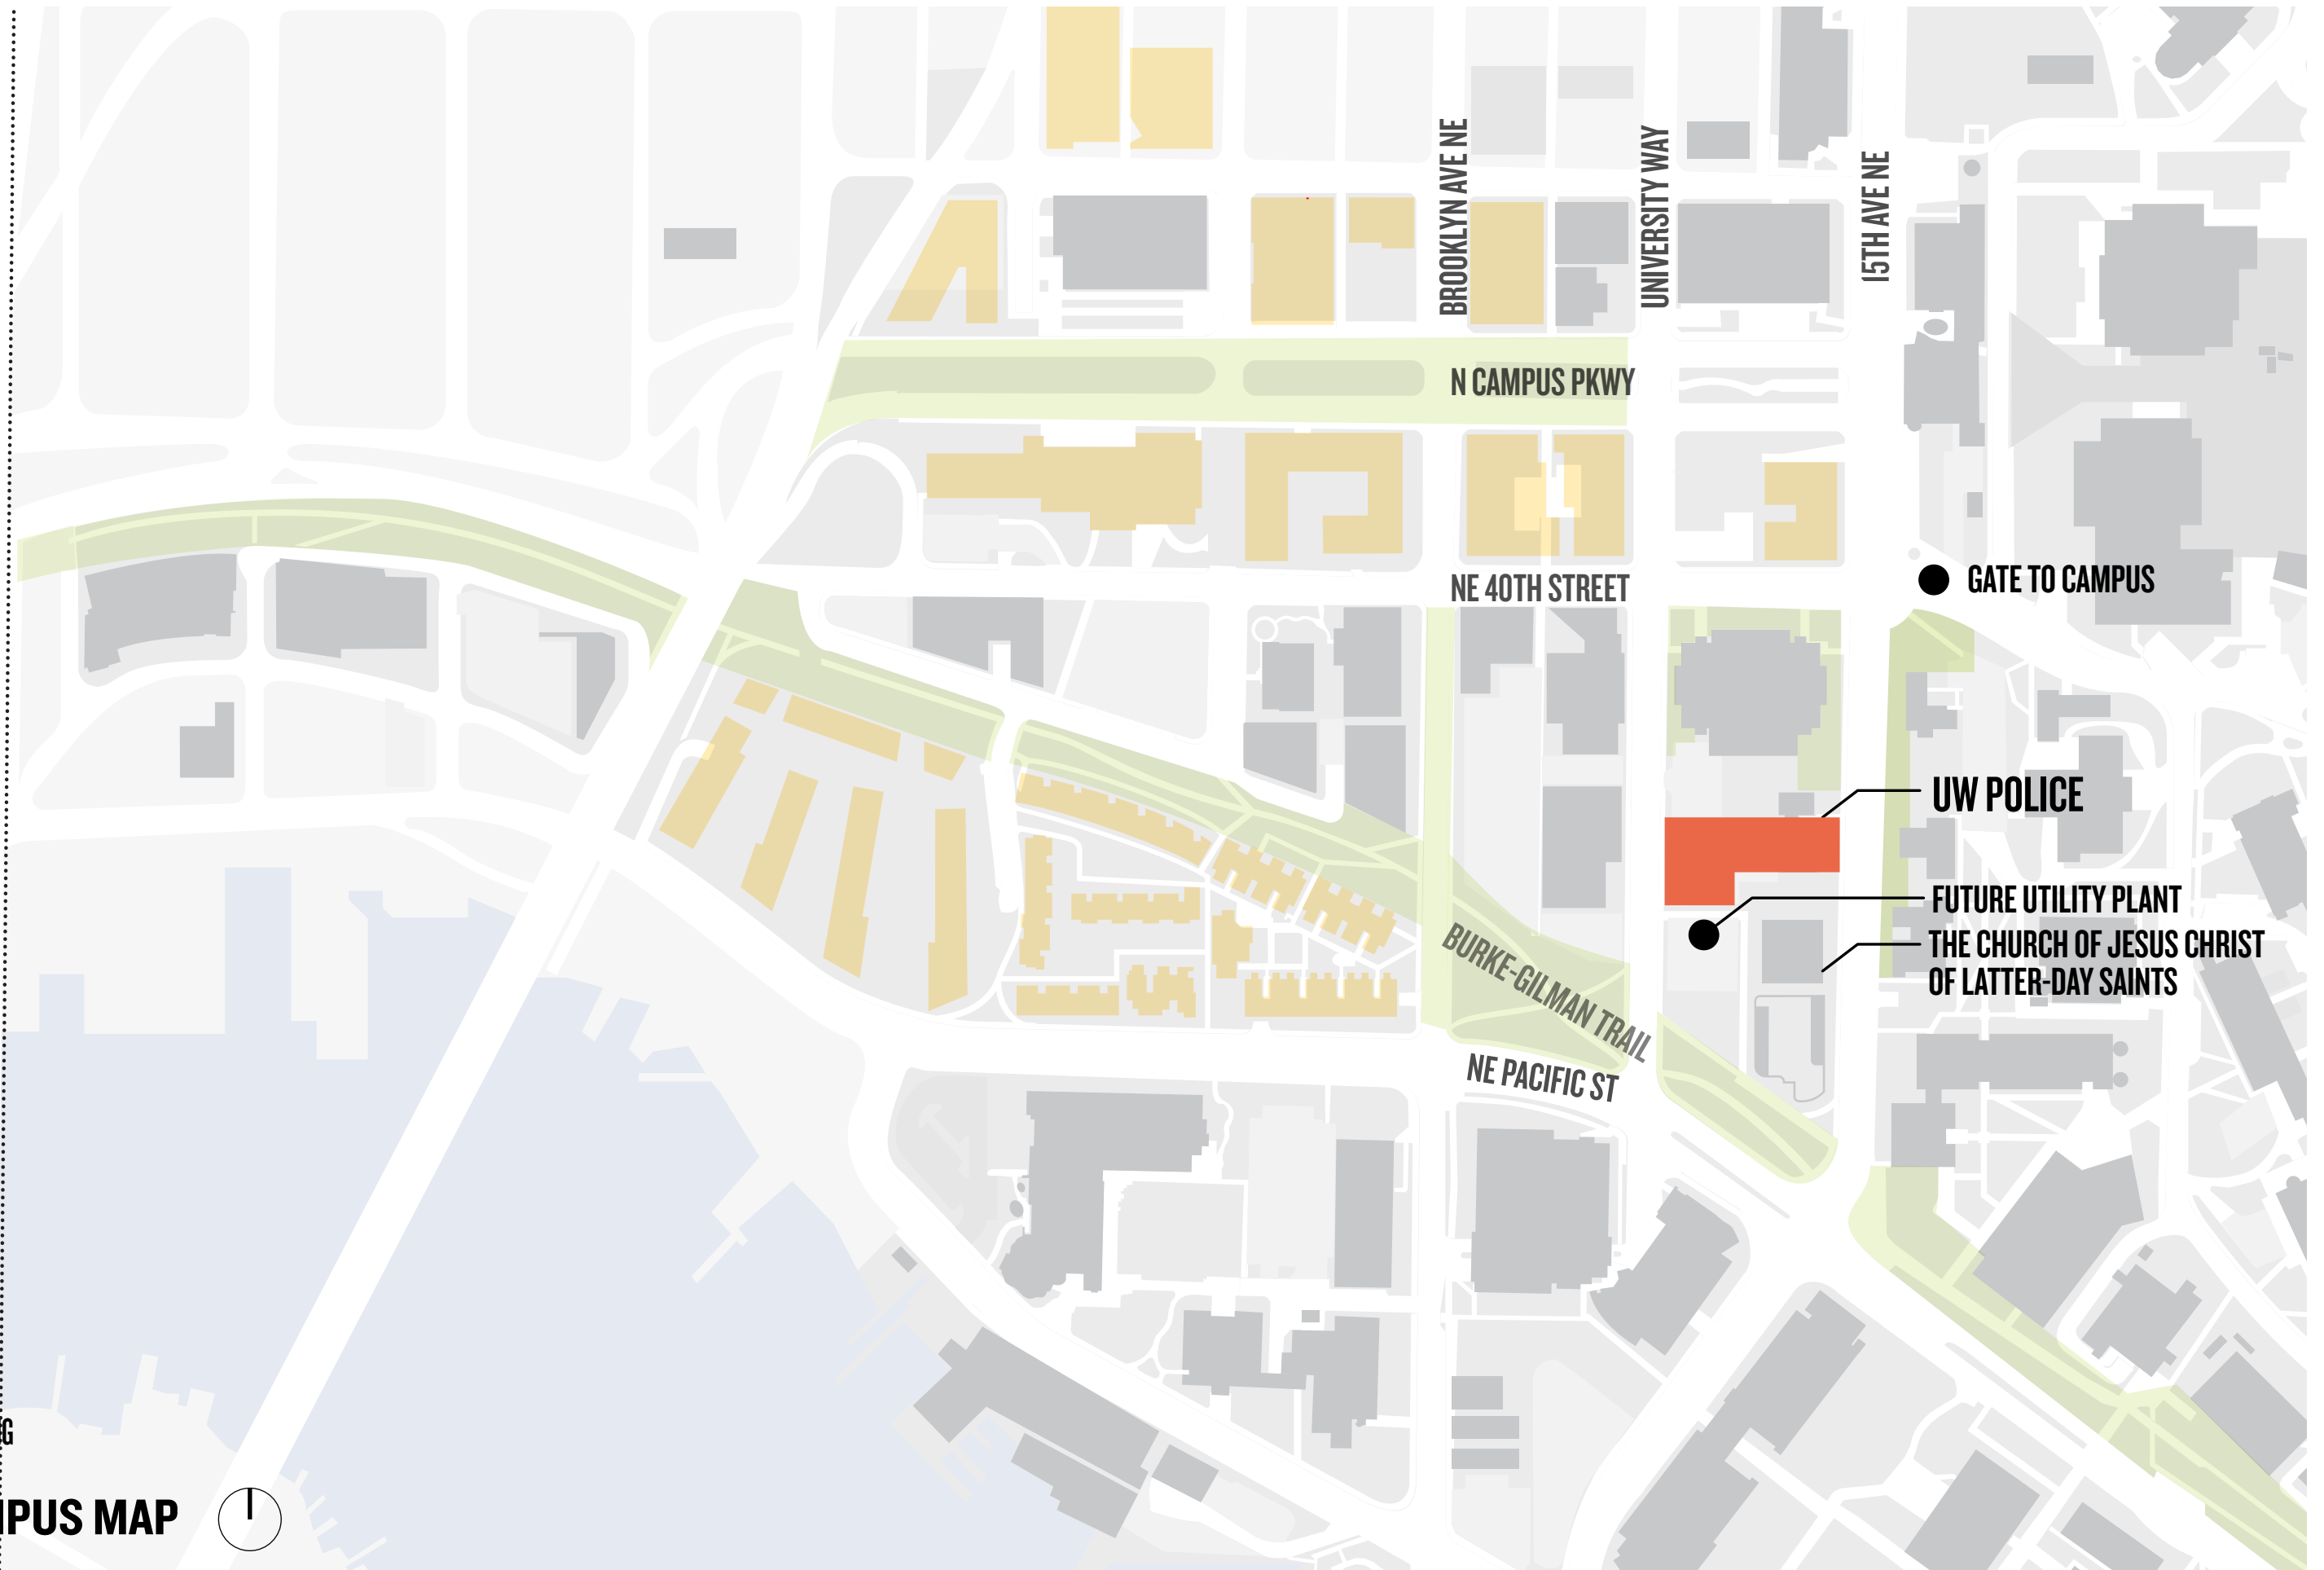 BROOKLYN AVE NE
UNIVERSITY WAY
15TH AVE NE
N CAMPUS PKWY
NE 40TH STREET
GATE TO CAMPUS
UW POLICE
FUTURE UTILITY PLANT
THE CHURCH OF JESUS CHRIST
OF LATTER-DAY SAINTS
BURKE-GILMAN TRAIL
NE PACIFIC ST
G
PUS MAP